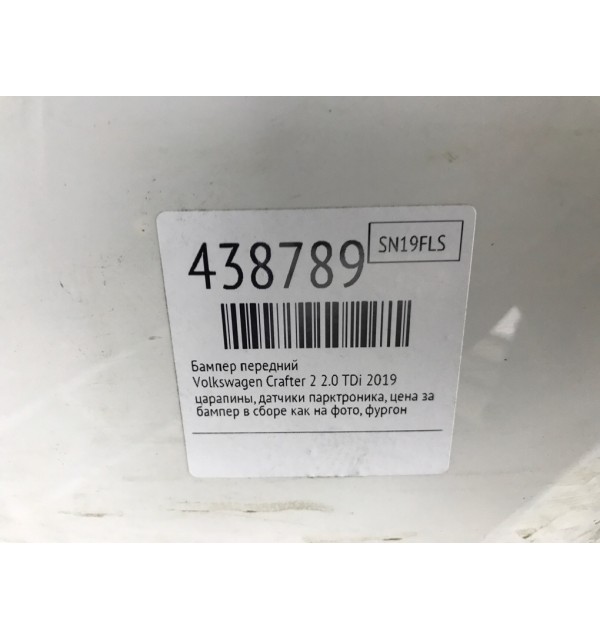 438789
SN19FLS
Бампер передний
Volkswagen Crafter 2 2.0 TDi 2019
царапины, датчики парктроника, цена за
бампер в сборе как на фото, фургон